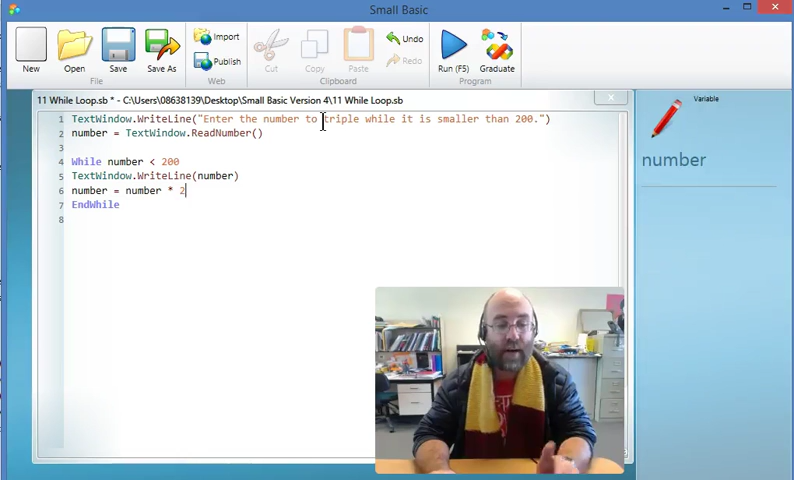 Small Basic
New
Open
Save
Save As
Import
Publish
Cut
Copy
Paste
Undo
Redo
Run (F5)
Graduate
File
Web
Clipboard
Program
11 While Loop.sb * - C:\Users\08638139\Desktop\Small Basic Version 4\11 While Loop.sb
1 TextWindow.WriteLine("Enter the number to triple while it is smaller than 200.")
2 number = TextWindow.ReadNumber()
3
4 While number < 200
5 TextWindow.WriteLine(number)
6 number = number * 2
7 EndWhile
8
Variable
number